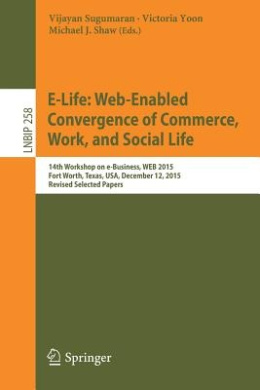 Vijayan Sugumaran · Victoria Yoon
Michael J. Shaw (Eds.)
LNBIP 258
E-Life: Web-Enabled
Convergence of Commerce,
Work, and Social Life
14th Workshop on e-Business, WEB 2015
Fort Worth, Texas, USA, December 12, 2015
Revised Selected Papers
Springer